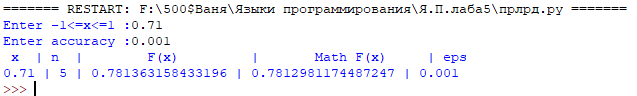 ======= RESTART: F:\500$Ваня\Языки программирования\Я.П.лаба5\прлрд.py =======
Enter -1<=x<=1 :0.71
Enter accuracy :0.001
x | n | F(x) | Math F(x) | eps
0.71 | 5 | 0.781363158433196 | 0.7812981174487247 | 0.001
>>>